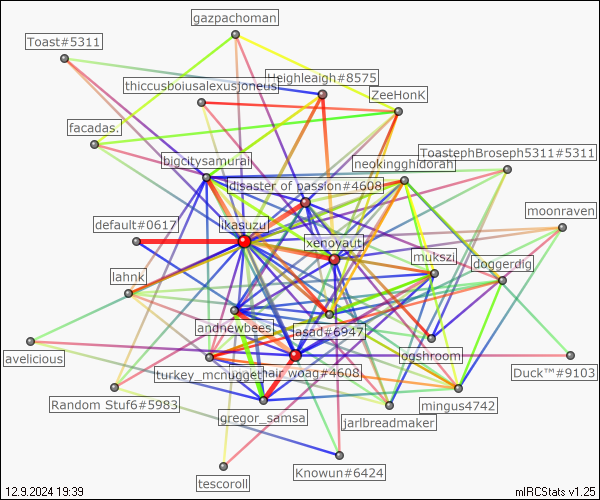 gazpachoman
Toast#5311
Heighleigh#8575
thiccusboiusalexusjoneus
ZeeHonK
facadas.
ToastephBroseph5311#5311
bigcitysamurai
neokingghidorah
disaster of passion#4608
moonraven
default#0617
ikasuzu
xenoyaut
mukszi
doggerdig
lahnk
andnewbees
jasad#6947
ogshroom
avelicious
turkey_mcnugget
hair woag#4608
Duck™#9103
Random Stuf6#5983
mingus4742
gregor_samsa
jarlbreadmaker
Knowun#6424
tescoroll
12.9.2024 19:39
mIRCStats v1.25